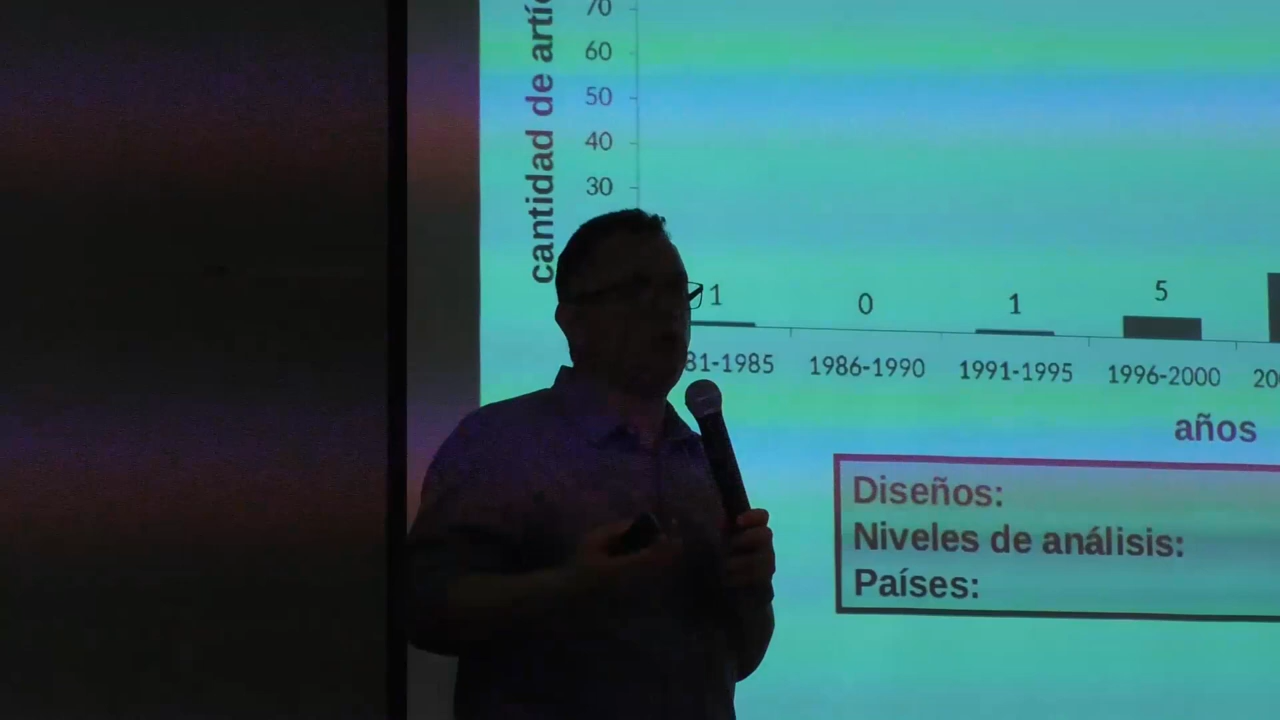 70
60
50
40
30
cantidad de artí
1
0
1
5
81-1985
1986-1990
1991-1995
1996-2000
20
años
Diseños:
Niveles de análisis:
Países: